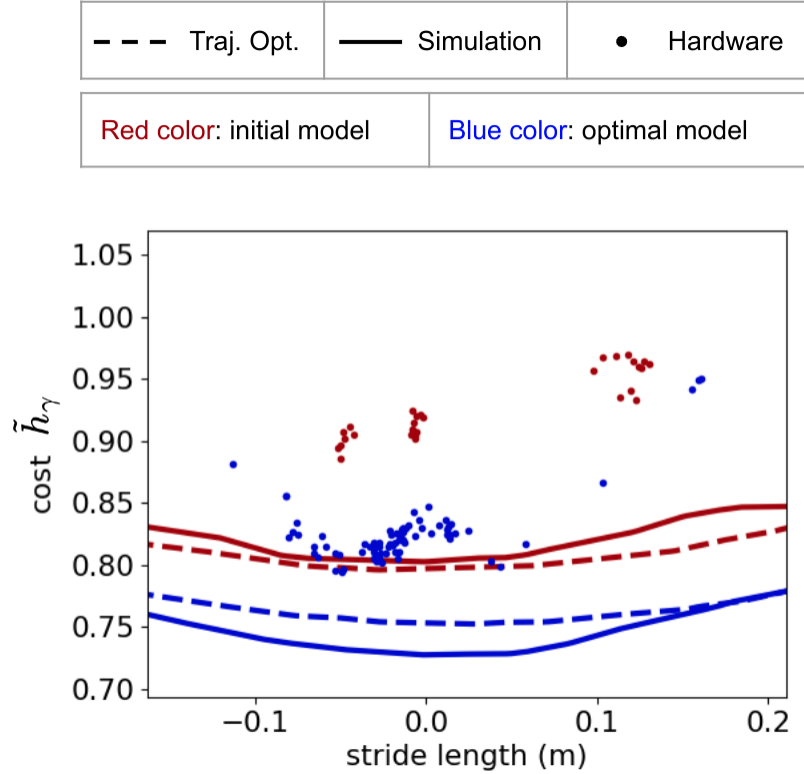 Traj. Opt. Simulation Hardware
Red color: initial model Blue color: optimal model
1.05
1.00
0.95
0.90
0.85
0.80
0.75
0.70
cost h̃γ
−0.1 0.0 0.1 0.2
stride length (m)